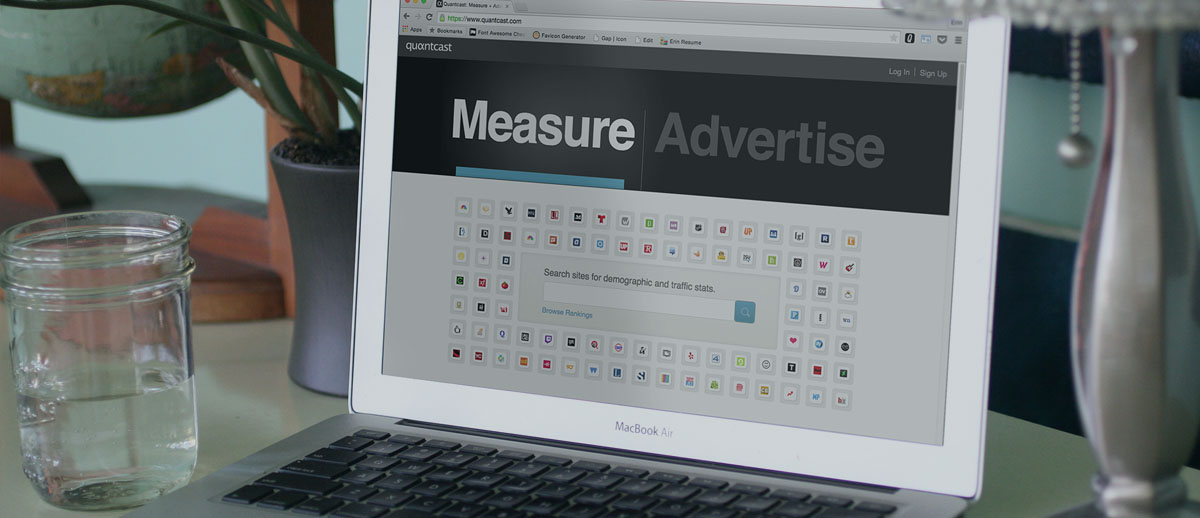 Quantcast: Measure + Adv
Erin
https://www.quantcast.com
Apps Bookmarks Font Awesome Che Favicon Generator Gap | Icon Edit Erin Resume
quantcast
Log In | Sign Up
Measure Advertise
Search sites for demographic and traffic stats.
Browse Rankings
MacBook Air